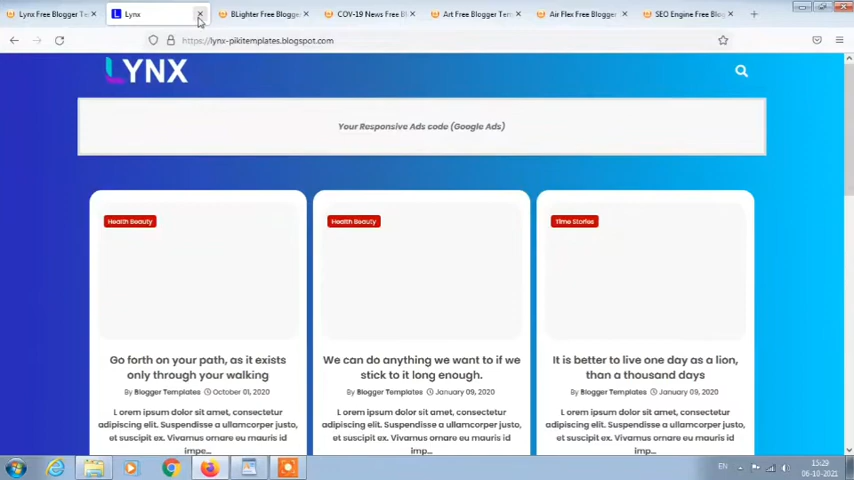 Lynx Free Blogger Te
Lynx
BLighter Free Blogger
COV-19 News Free Bl
Art Free Blogger Tem
Air Flex Free Blogger
SEO Engine Free Blog
https://lynx-pikitemplates.blogspot.com
LYNX
Your Responsive Ads code (Google Ads)
Health Beauty
Health Beauty
Time Stories
Go forth on your path, as it exists
only through your walking
By Blogger Templates October 01, 2020
L orem ipsum dolor sit amet, consectetur
adipiscing elit. Suspendisse a ullamcorper justo,
et suscipit ex. Vivamus ornare eu mauris id
impe...
We can do anything we want to if we
stick to it long enough.
By Blogger Templates January 09, 2020
L orem ipsum dolor sit amet, consectetur
adipiscing elit. Suspendisse a ullamcorper justo,
et suscipit ex. Vivamus ornare eu mauris id
imp...
It is better to live one day as a lion,
than a thousand days
By Blogger Templates January 09, 2020
L orem ipsum dolor sit amet, consectetur
adipiscing elit. Suspendisse a ullamcorper justo,
et suscipit ex. Vivamus ornare eu mauris id
imp...
EN
15:29
06-10-2021